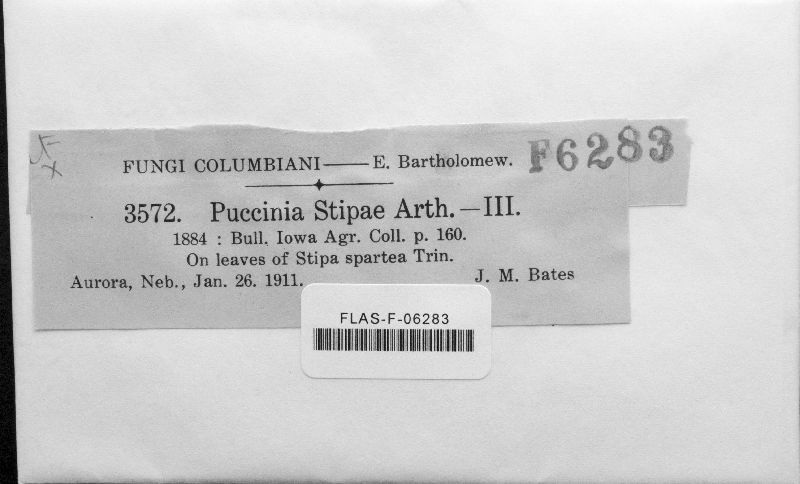 FUNGI COLUMBIANI—E. Bartholomew. F6283
3572. Puccinia Stipae Arth.—III.
1884 : Bull. Iowa Agr. Coll. p. 160.
On leaves of Stipa spartea Trin.
Aurora, Neb., Jan. 26. 1911. J. M. Bates
FLAS-F-06283